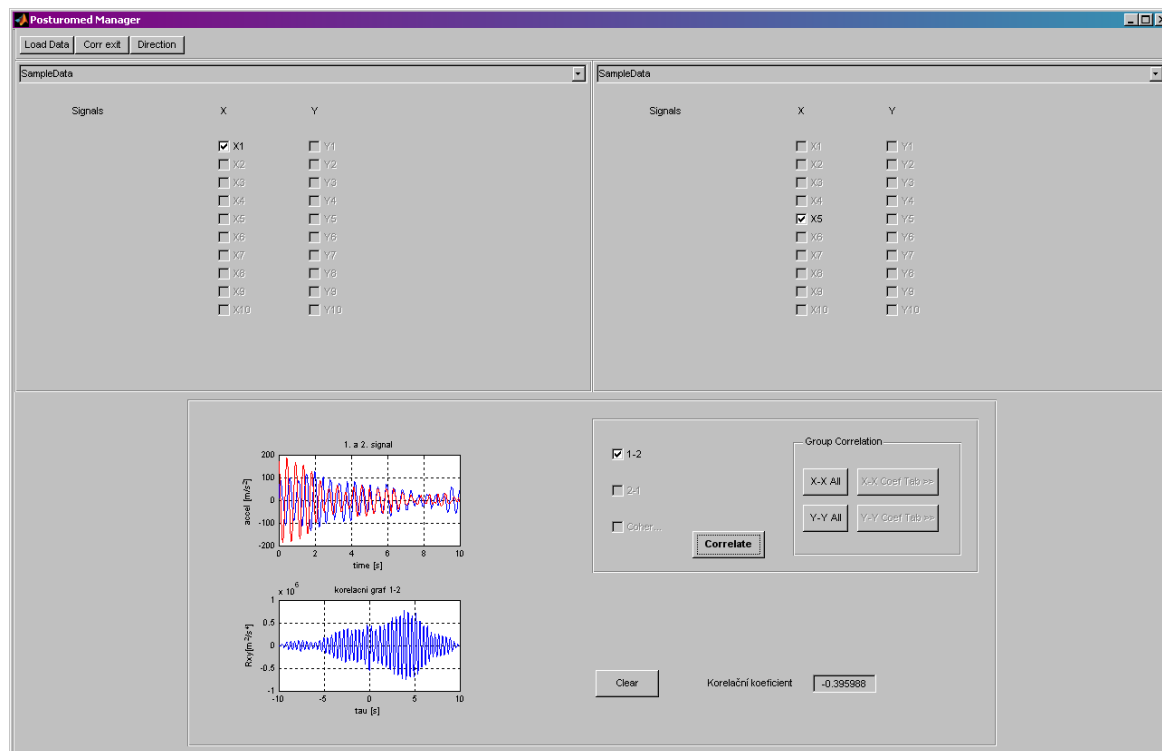 Posturomed Manager
Load Data Corr exit Direction
SampleData
Signals X Y
X1 Y1
X2 Y2
X3 Y3
X4 Y4
X5 Y5
X6 Y6
X7 Y7
X8 Y8
X9 Y9
X10 Y10
SampleData
Signals X Y
X1 Y1
X2 Y2
X3 Y3
X4 Y4
X5 Y5
X6 Y6
X7 Y7
X8 Y8
X9 Y9
X10 Y10
1. a 2. signal
200
100
0
-100
-200
accel [m/s²]
0 2 4 6 8 10
time [s]
x 10⁶
korelacni graf 1-2
1
0.5
0
-0.5
-1
Rxy[m²/s⁴]
-10 -5 0 5 10
tau [s]
1-2
2-1
Coher...
Correlate
Group Correlation
X-X All X-X Coef Tab >>
Y-Y All Y-Y Coef Tab >>
Clear
Korelační koeficient -0.395988